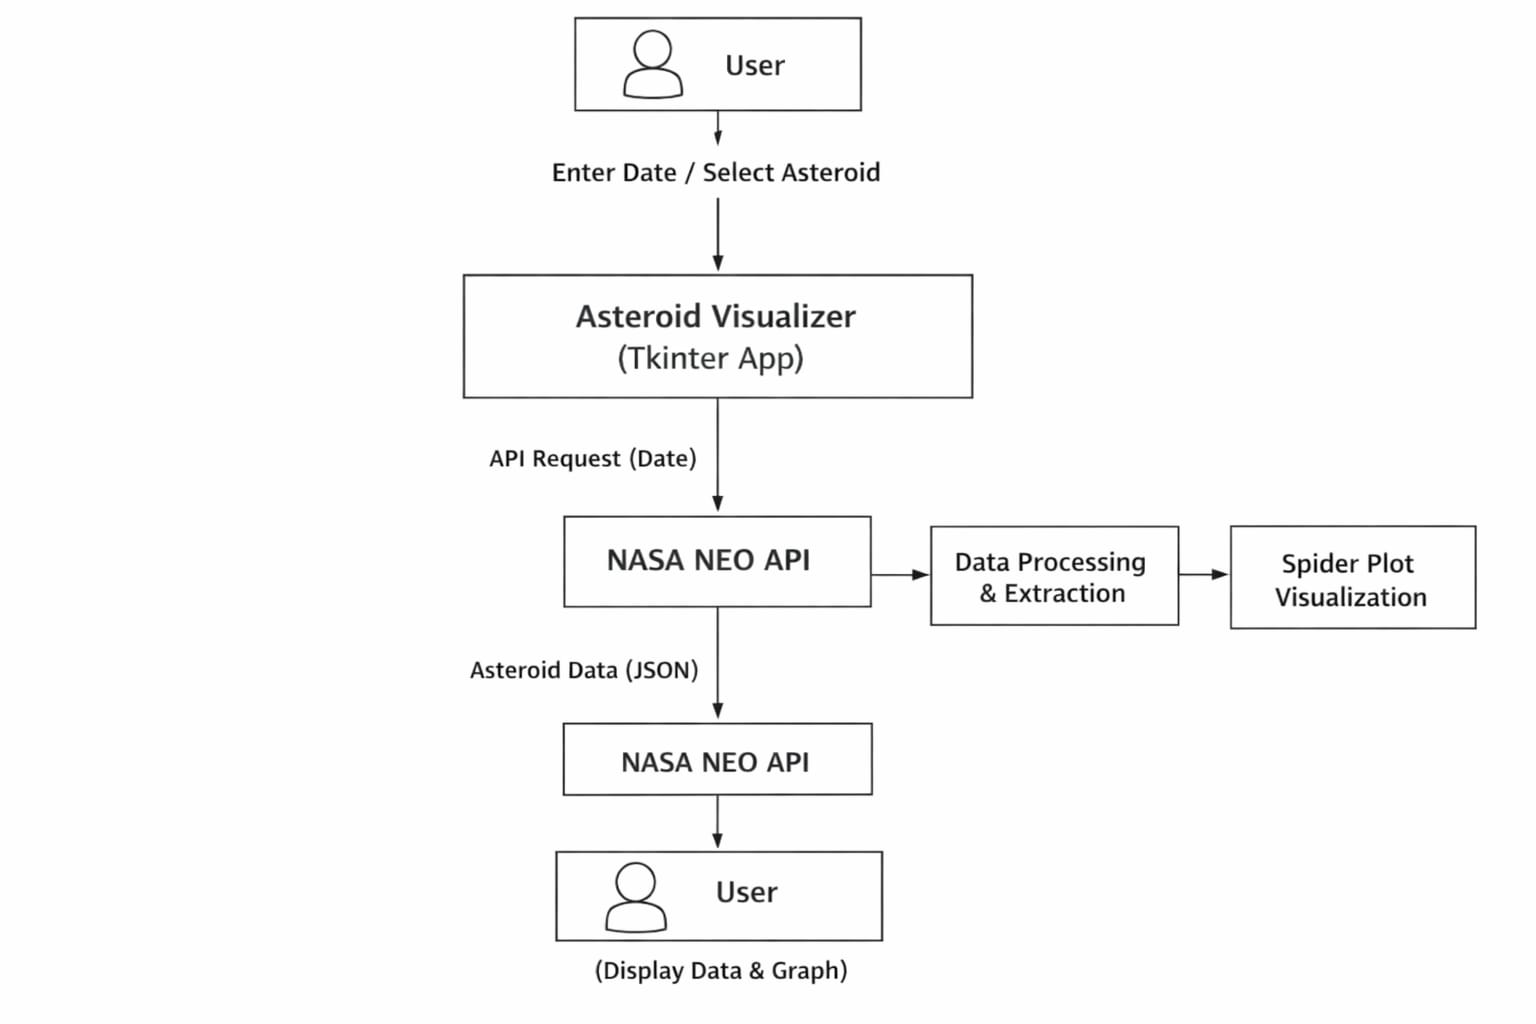 User
Enter Date / Select Asteroid
Asteroid Visualizer
(Tkinter App)
API Request (Date)
NASA NEO API
Data Processing
& Extraction
Spider Plot
Visualization
Asteroid Data (JSON)
NASA NEO API
User
(Display Data & Graph)